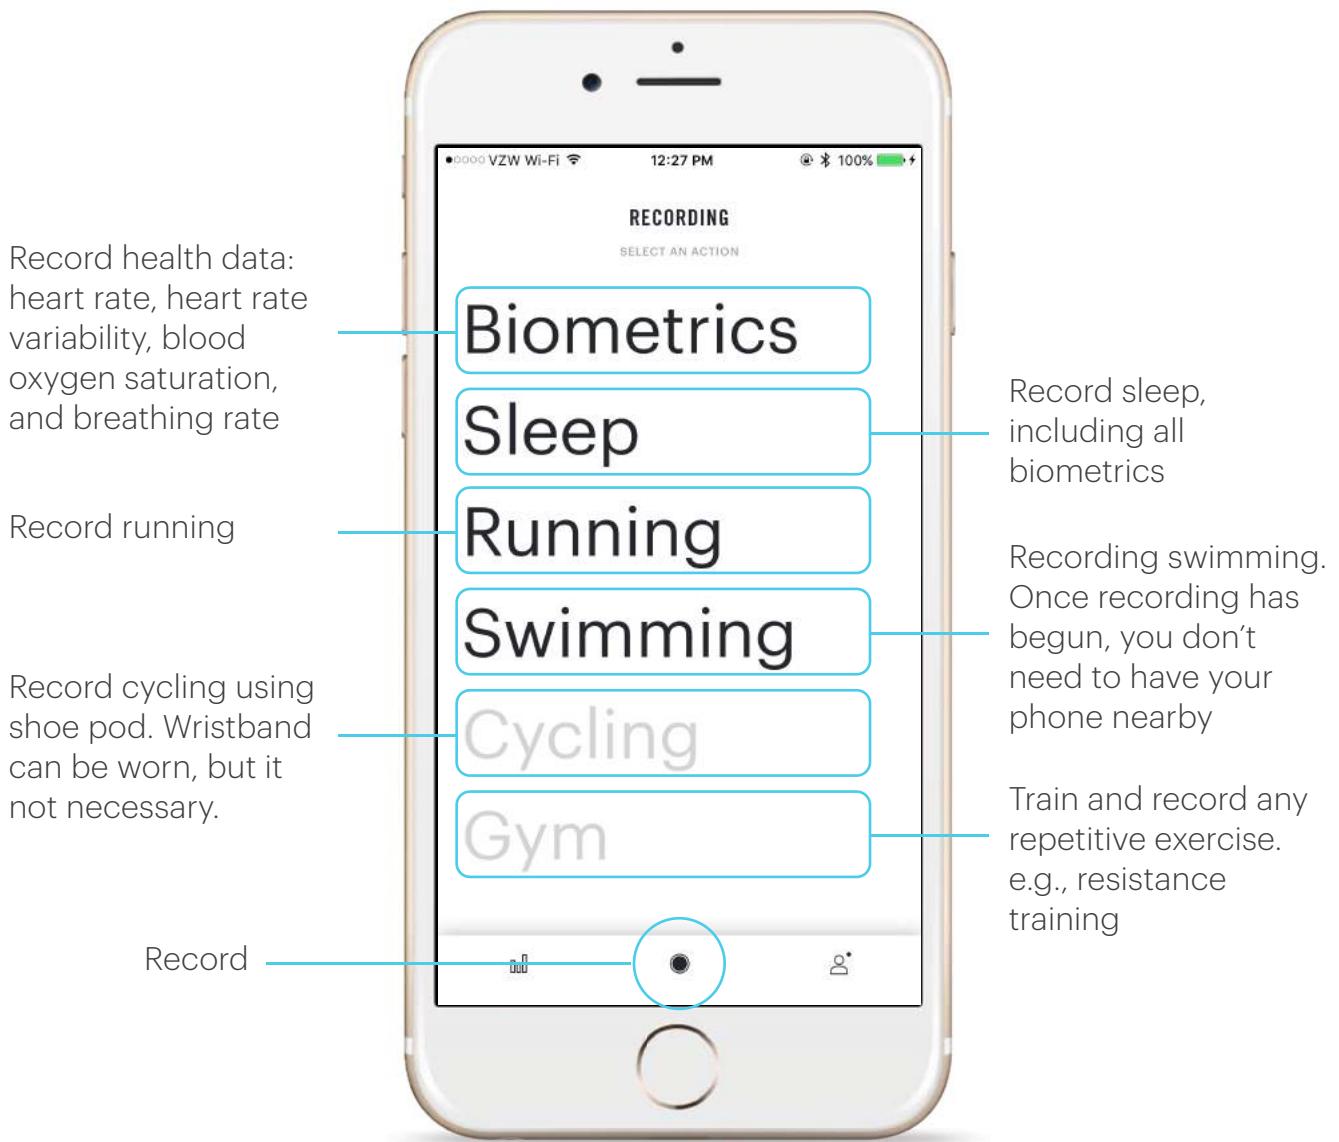 VZW Wi-Fi 12:27 PM 100%
RECORDING
SELECT AN ACTION
Record health data:
heart rate, heart rate
variability, blood
oxygen saturation,
and breathing rate
Biometrics
Sleep
Record sleep,
including all
biometrics
Record running
Running
Swimming
Recording swimming.
Once recording has
begun, you don’t
need to have your
phone nearby
Record cycling using
shoe pod. Wristband
can be worn, but it
not necessary.
Cycling
Gym
Train and record any
repetitive exercise.
e.g., resistance
training
Record